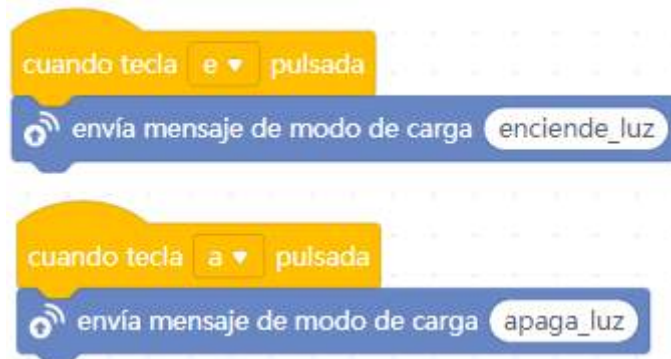 cuando tecla e pulsada
envía mensaje de modo de carga enciende_luz
cuando tecla a pulsada
envía mensaje de modo de carga apaga_luz